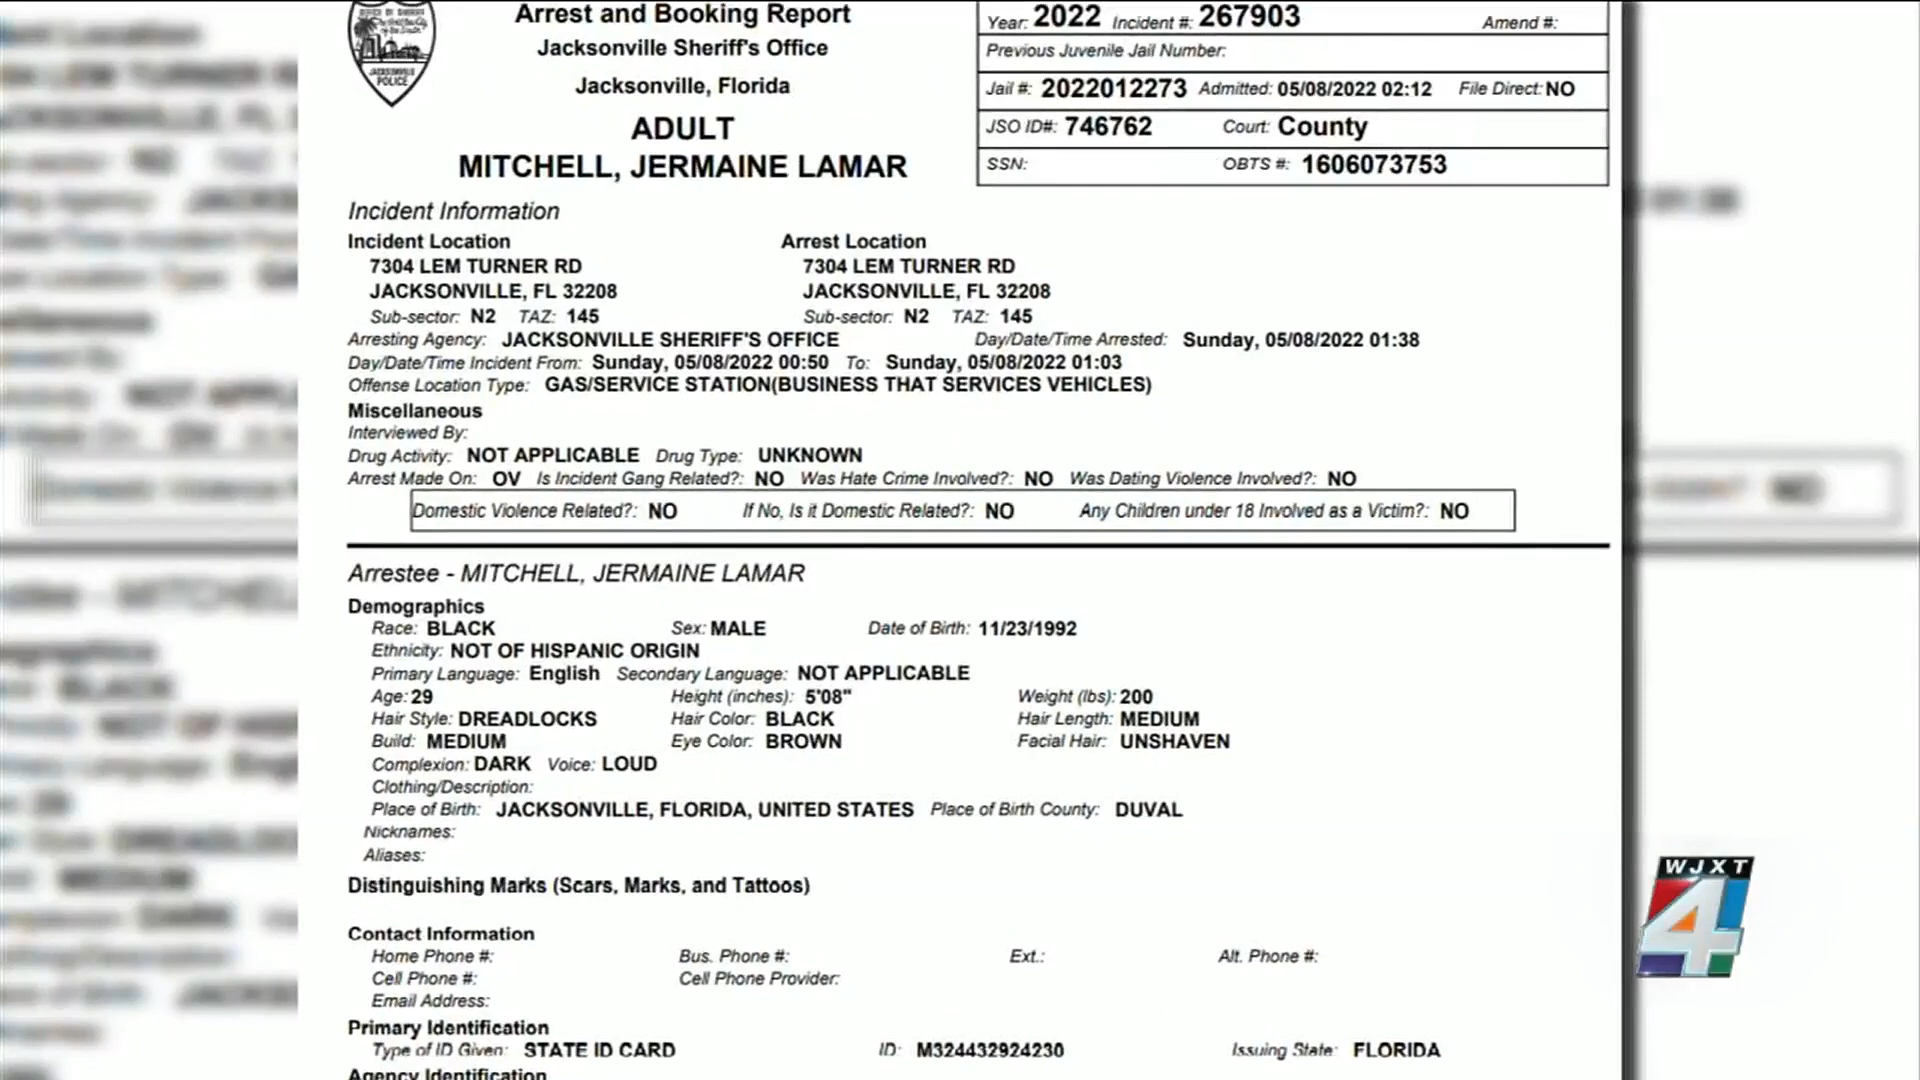 Arrest and Booking Report
Jacksonville Sheriff's Office
Jacksonville, Florida
ADULT
MITCHELL, JERMAINE LAMAR
OFFICE OF SHERIFF
JACKSONVILLE
POLICE
Year: 2022 Incident #: 267903 Amend #:
Previous Juvenile Jail Number:
Jail #: 2022012273 Admitted: 05/08/2022 02:12 File Direct: NO
JSO ID#: 746762 Court: County
SSN: OBTS #: 1606073753
Incident Information
Incident Location Arrest Location
7304 LEM TURNER RD 7304 LEM TURNER RD
JACKSONVILLE, FL 32208 JACKSONVILLE, FL 32208
Sub-sector: N2 TAZ: 145 Sub-sector: N2 TAZ: 145
Arresting Agency: JACKSONVILLE SHERIFF'S OFFICE Day/Date/Time Arrested: Sunday, 05/08/2022 01:38
Day/Date/Time Incident From: Sunday, 05/08/2022 00:50 To: Sunday, 05/08/2022 01:03
Offense Location Type: GAS/SERVICE STATION(BUSINESS THAT SERVICES VEHICLES)
Miscellaneous
Interviewed By:
Drug Activity: NOT APPLICABLE Drug Type: UNKNOWN
Arrest Made On: OV Is Incident Gang Related?: NO Was Hate Crime Involved?: NO Was Dating Violence Involved?: NO
Domestic Violence Related?: NO If No, Is it Domestic Related?: NO Any Children under 18 Involved as a Victim?: NO
Arrestee - MITCHELL, JERMAINE LAMAR
Demographics
Race: BLACK Sex: MALE Date of Birth: 11/23/1992
Ethnicity: NOT OF HISPANIC ORIGIN
Primary Language: English Secondary Language: NOT APPLICABLE
Age: 29 Height (inches): 5'08" Weight (lbs): 200
Hair Style: DREADLOCKS Hair Color: BLACK Hair Length: MEDIUM
Build: MEDIUM Eye Color: BROWN Facial Hair: UNSHAVEN
Complexion: DARK Voice: LOUD
Clothing/Description:
Place of Birth: JACKSONVILLE, FLORIDA, UNITED STATES Place of Birth County: DUVAL
Nicknames:
Aliases:
Distinguishing Marks (Scars, Marks, and Tattoos)
Contact Information
Home Phone #: Bus. Phone #: Ext.: Alt. Phone #:
Cell Phone #: Cell Phone Provider:
Email Address:
Primary Identification
Type of ID Given: STATE ID CARD ID: M324432924230 Issuing State: FLORIDA
Agency Identification
WJXT
4